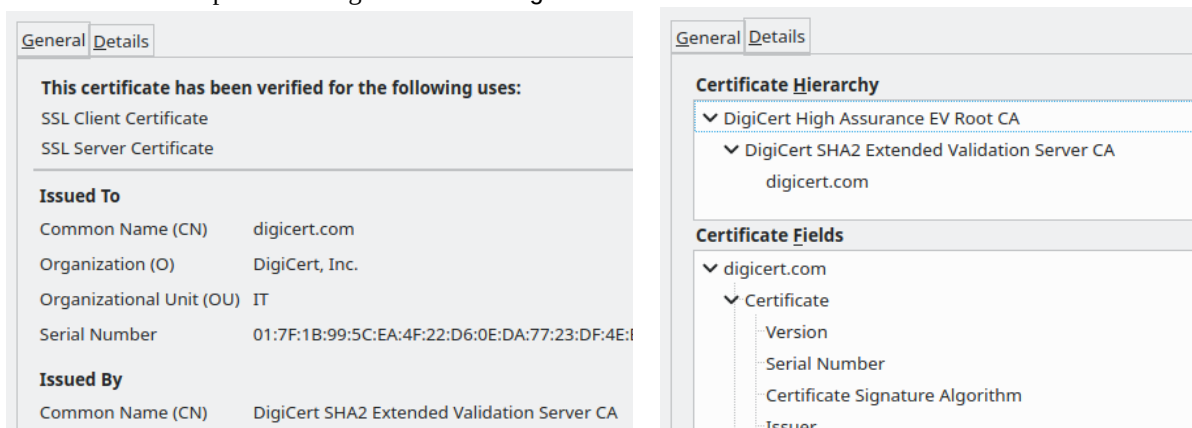 General Details
This certificate has been verified for the following uses:
SSL Client Certificate
SSL Server Certificate
Issued To
Common Name (CN) digicert.com
Organization (O) DigiCert, Inc.
Organizational Unit (OU) IT
Serial Number 01:7F:1B:99:5C:EA:4F:22:D6:0E:DA:77:23:DF:4E:
Issued By
Common Name (CN) DigiCert SHA2 Extended Validation Server CA
General Details
Certificate Hierarchy
DigiCert High Assurance EV Root CA
DigiCert SHA2 Extended Validation Server CA
digicert.com
Certificate Fields
digicert.com
Certificate
Version
Serial Number
Certificate Signature Algorithm
Issuer